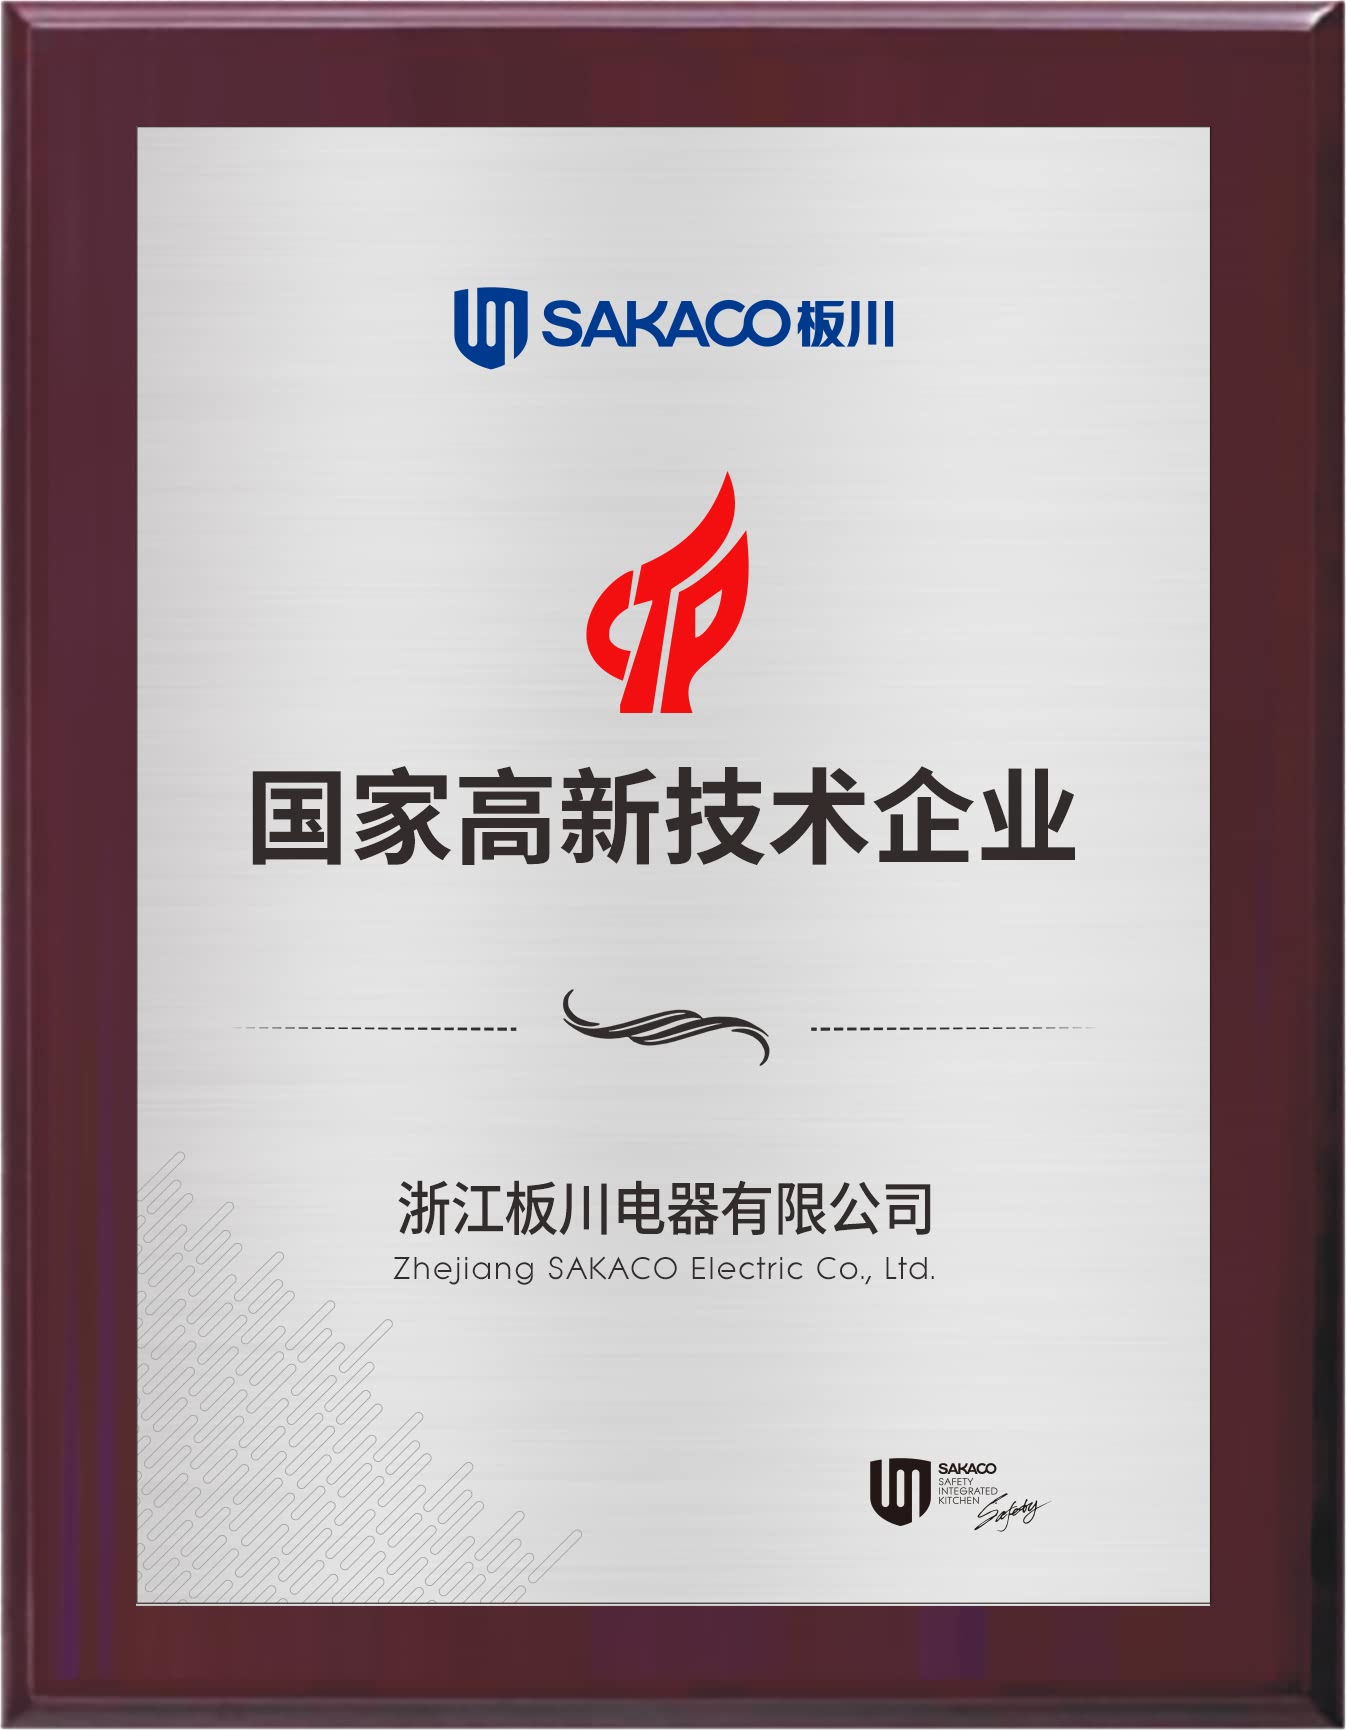 SAKACO板川
国家高新技术企业
浙江板川电器有限公司
Zhejiang SAKACO Electric Co., Ltd.
SAKACO
SAFETY
INTEGRATED
KITCHEN
Safety